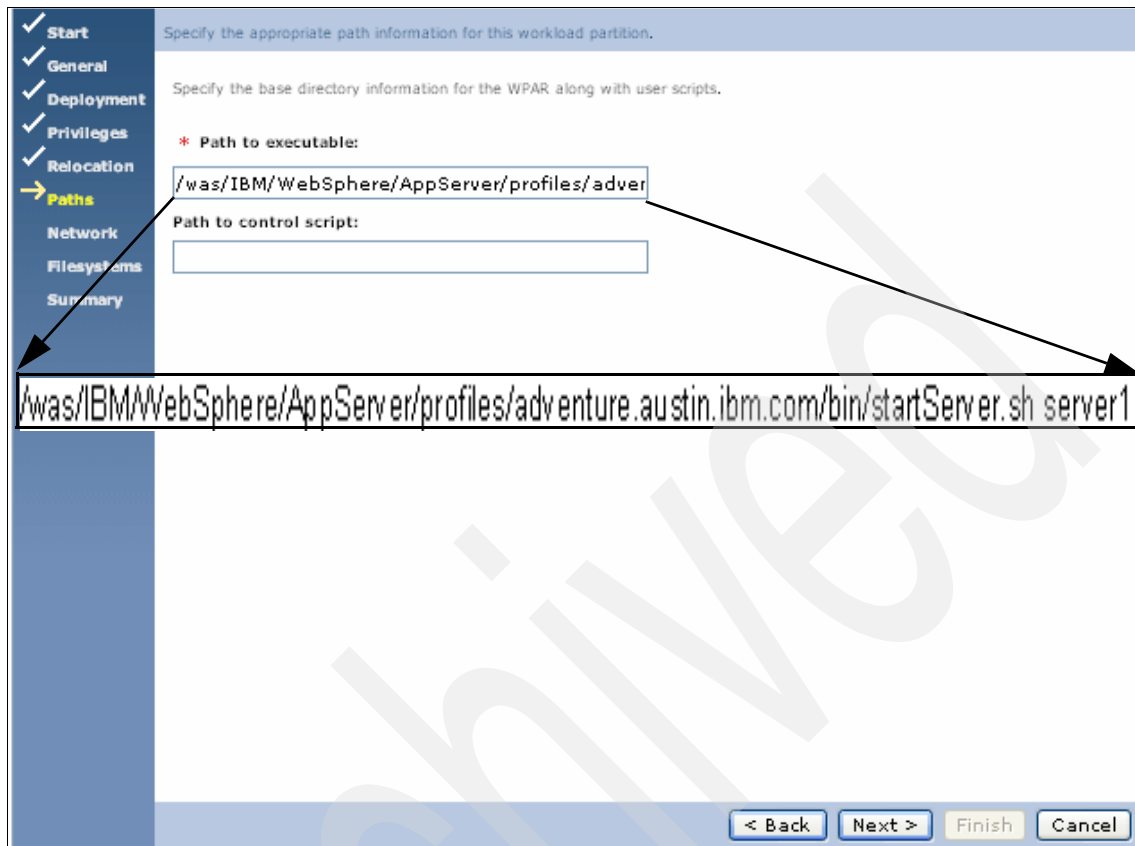 Start
General
Deployment
Privileges
Relocation
Paths
Network
Filesystems
Summary
Specify the appropriate path information for this workload partition.
Specify the base directory information for the WPAR along with user scripts.
* Path to executable:
/was/IBM/WebSphere/AppServer/profiles/adver
Path to control script:
/was/IBM/WebSphere/AppServer/profiles/adventure.austin.ibm.com/bin/startServer.sh server1
< Back Next > Finish Cancel